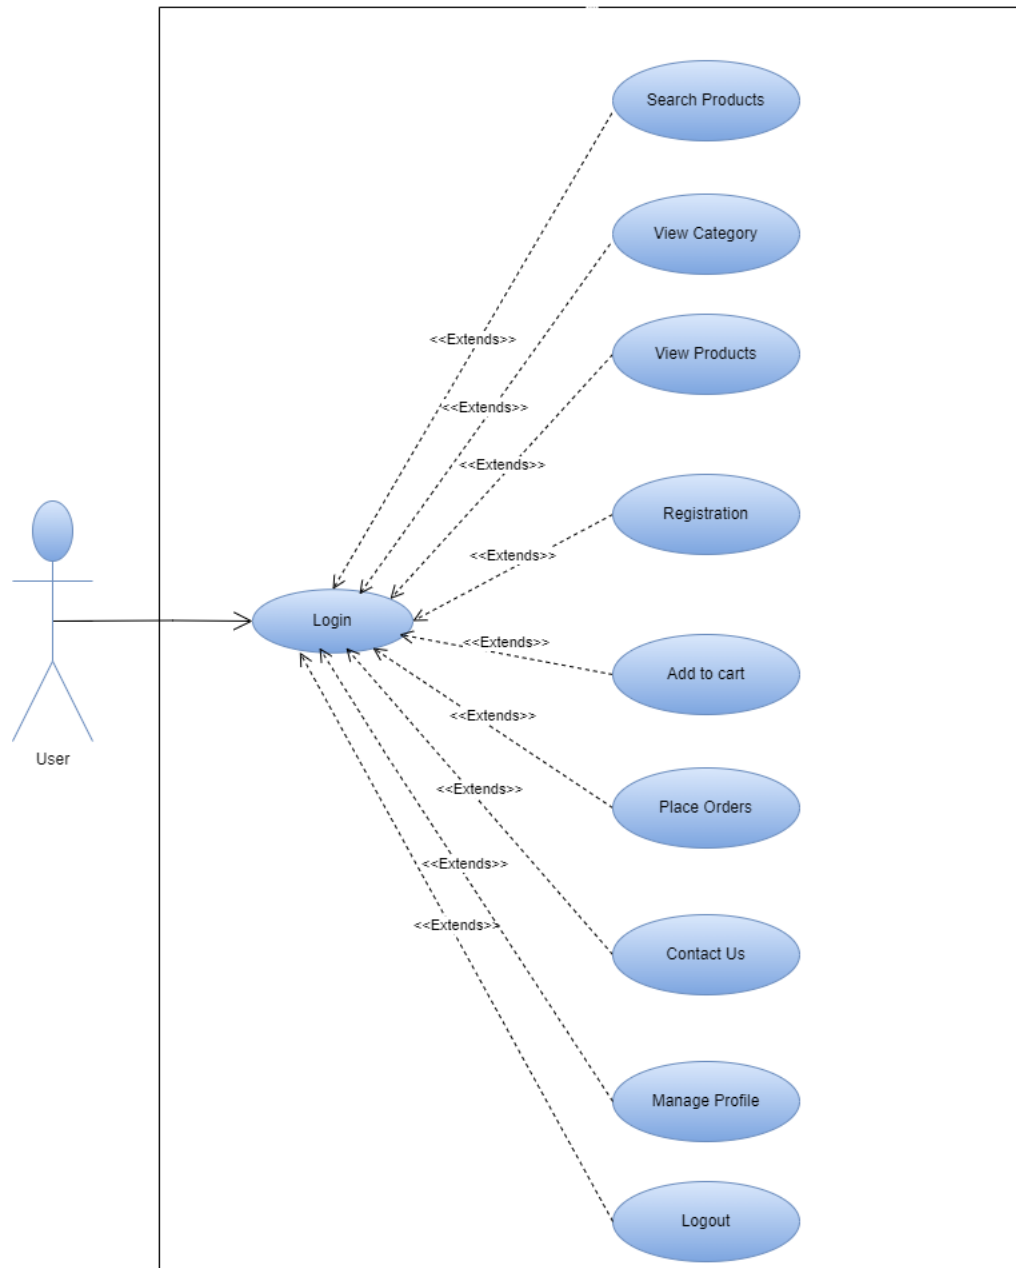 Search Products
View Category
<<Extends>>
View Products
<<Extends>>
<<Extends>>
Registration
<<Extends>>
Login
<<Extends>>
Add to cart
<<Extends>>
User
<<Extends>>
Place Orders
<<Extends>>
<<Extends>>
Contact Us
Manage Profile
Logout